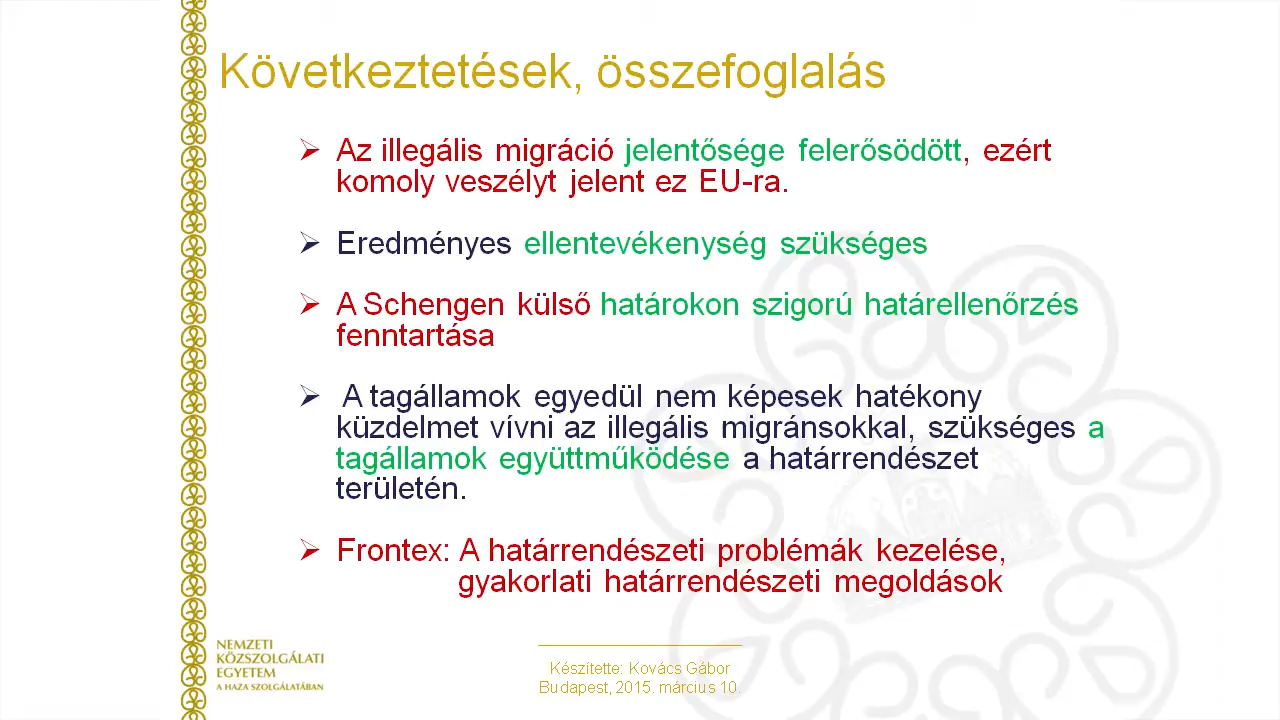 Következtetések, összefoglalás
Az illegális migráció jelentősége felerősödött, ezért
komoly veszélyt jelent ez EU-ra.
Eredményes ellentevékenység szükséges
A Schengen külső határokon szigorú határellenőrzés
fenntartása
A tagállamok egyedül nem képesek hatékony
küzdelmet vívni az illegális migránsokkal, szükséges a
tagállamok együttműködése a határrendészet
területén.
Frontex: A határrendészeti problémák kezelése,
gyakorlati határrendészeti megoldások
NEMZETI
KÖZSZOLGÁLATI
EGYETEM
A HAZA SZOLGÁLATÁBAN
Készítette: Kovács Gábor
Budapest, 2015. március 10.